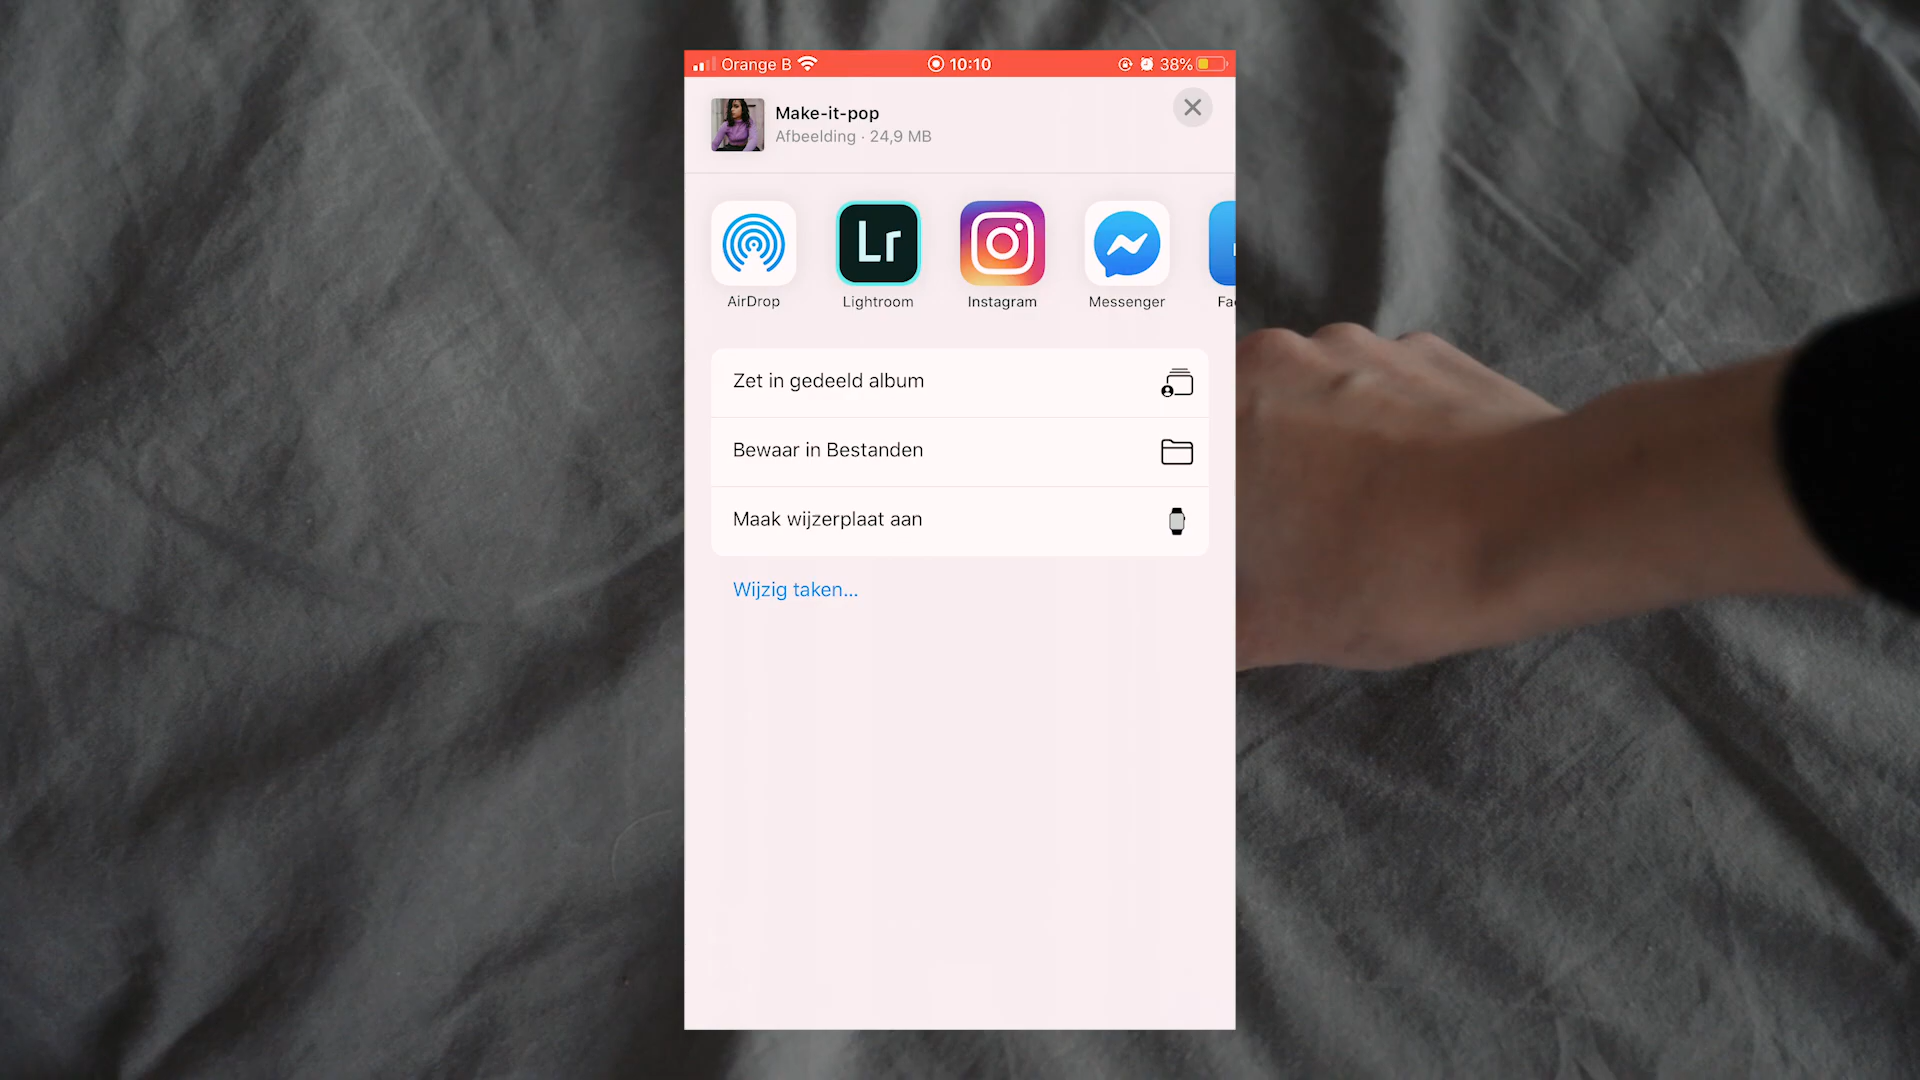 Orange B 10:10 38%
Make-it-pop
Afbeelding · 24,9 MB
Lr
AirDrop Lightroom Instagram Messenger Fac
Zet in gedeeld album
Bewaar in Bestanden
Maak wijzerplaat aan
Wijzig taken...